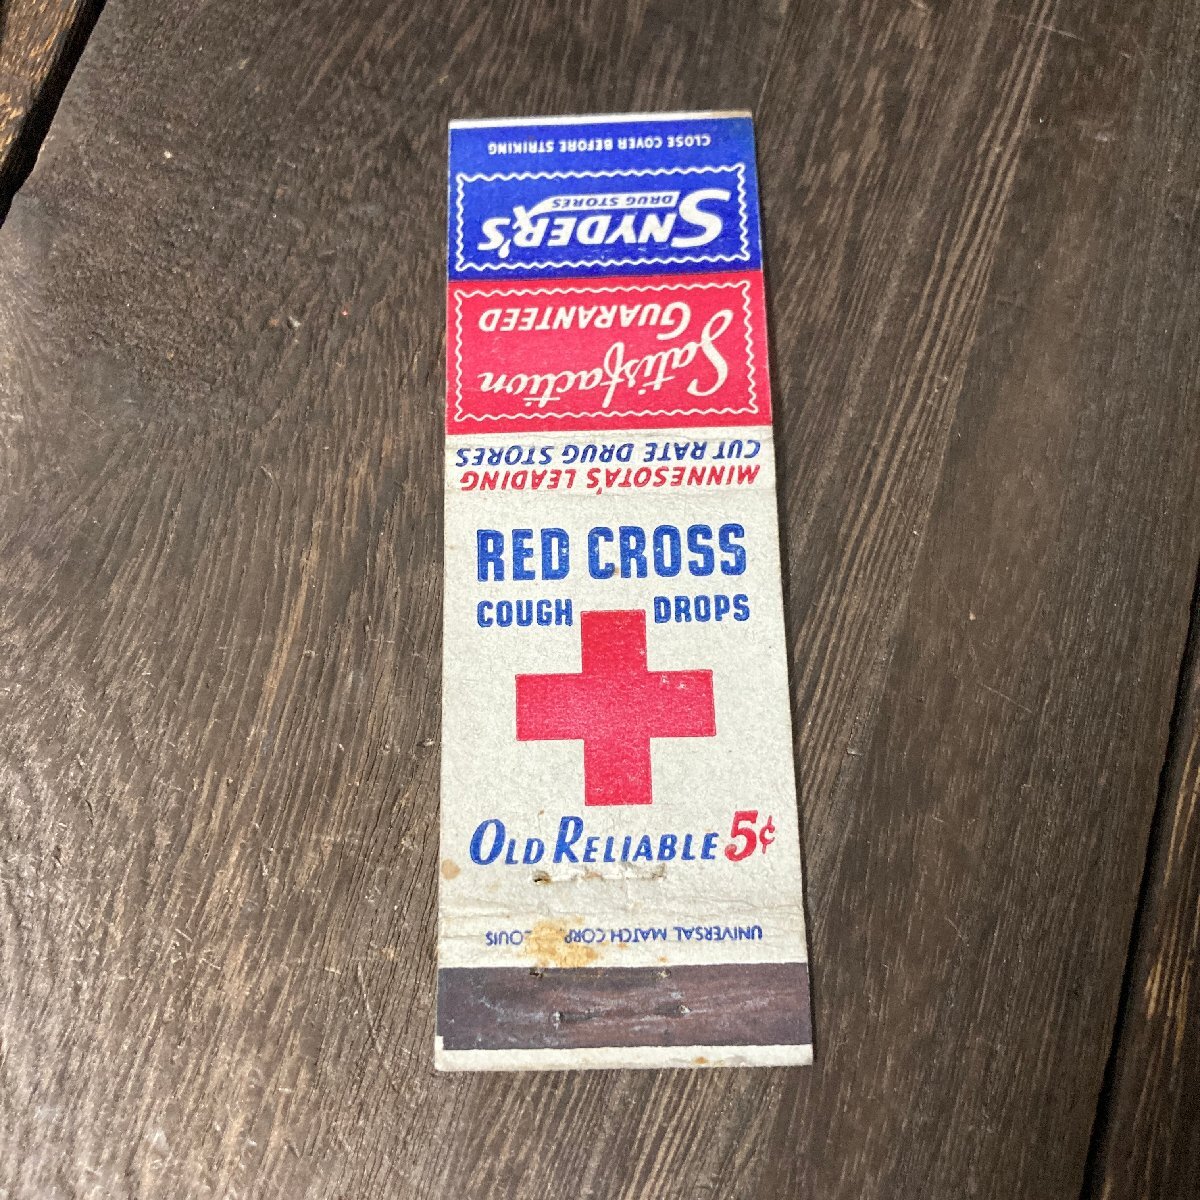 CLOSE COVER BEFORE STRIKING
SNYDER'S
DRUG STORES
Satisfaction
GUARANTEED
MINNESOTA'S LEADING
CUT RATE DRUG STORES
RED CROSS
COUGH DROPS
OLD RELIABLE 5¢
UNIVERSAL MATCH CORP. LOUIS